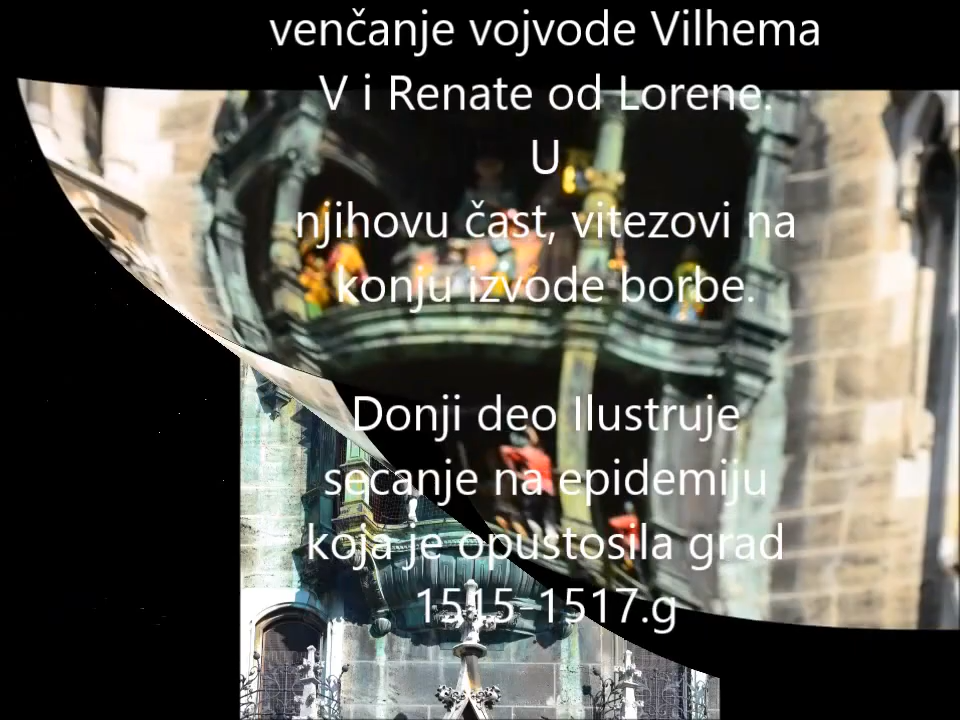 venčanje vojvode Vilhema
V i Renate od Lorene.
U
njihovu čast, vitezovi na
konju izvode borbe.
Donji deo Ilustruje
secanje na epidemiju
koja je opustosila grad
1515-1517.g